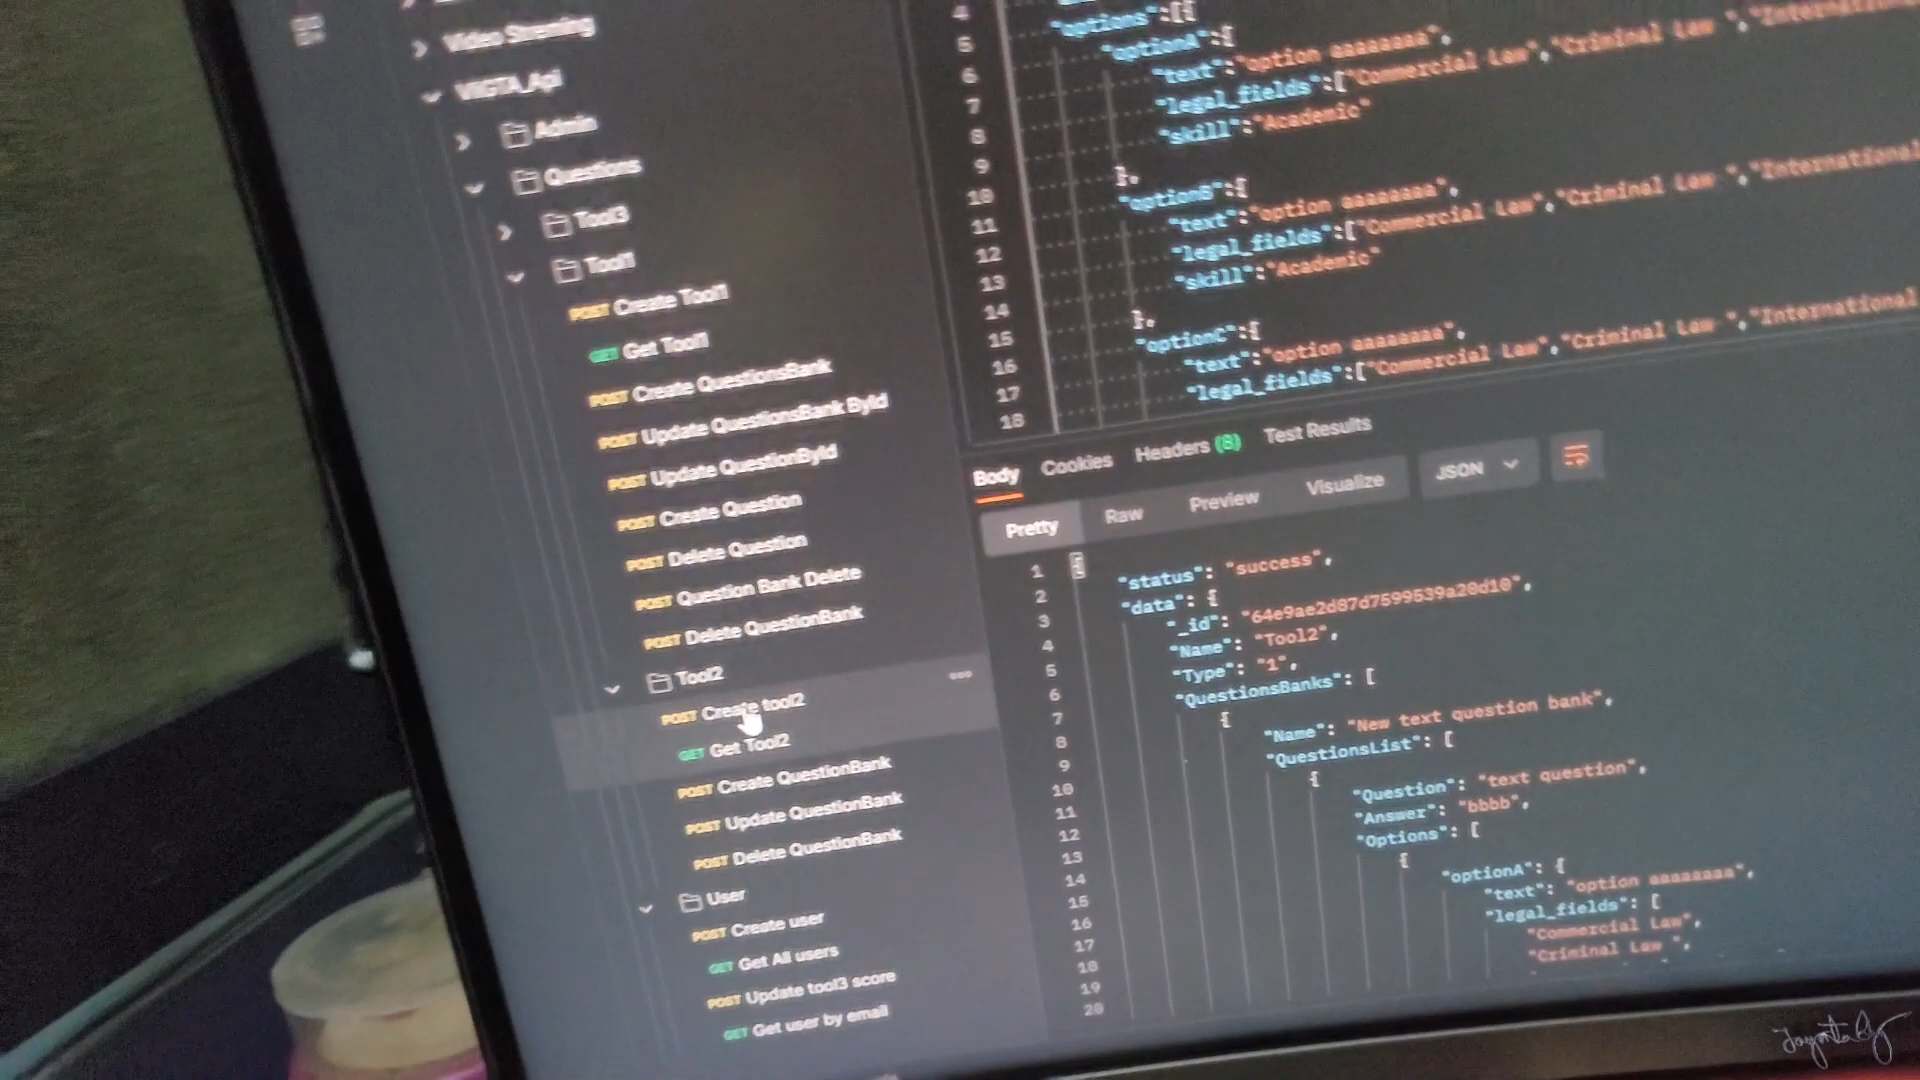 Video Streming
VIIGTA_Api
Admin
Questions
Tool3
Tool1
POST Create Tool1
GET Get Tool1
POST Create QuestionsBank
POST Update QuestionsBank ById
POST Update QuestionById
POST Create Question
POST Delete Question
POST Question Bank Delete
POST Delete QuestionBank
Tool2
POST Create tool2
GET Get Tool2
POST Create QuestionBank
POST Update QuestionBank
POST Delete QuestionBank
User
POST Create user
GET Get All users
POST Update tool3 score
GET Get user by email
4
5 "options":[{
6 "optionA":{
7 "text":"option aaaaaaaa",
8 "legal_fields":["Commercial Law","Criminal Law ","International
9 "skill":"Academic"
10 },
11 "optionB":{
12 "text":"option aaaaaaaa",
13 "legal_fields":["Commercial Law","Criminal Law ","International
14 "skill":"Academic"
15 },
16 "optionC":{
17 "text":"option aaaaaaaa",
18 "legal_fields":["Commercial Law","Criminal Law ","International
Body Cookies Headers (8) Test Results
Pretty Raw Preview Visualize JSON
1 {
2 "status": "success",
3 "data": {
4 "_id": "64e9ae2d87d7599539a20d10",
5 "Name": "Tool2",
6 "Type": "1",
7 "QuestionsBanks": [
8 {
9 "Name": "New text question bank",
10 "QuestionsList": [
11 {
12 "Question": "text question",
13 "Answer": "bbbb",
14 "Options": [
15 {
16 "optionA": {
17 "text": "option aaaaaaaa",
18 "legal_fields": [
19 "Commercial Law",
20 "Criminal Law ",